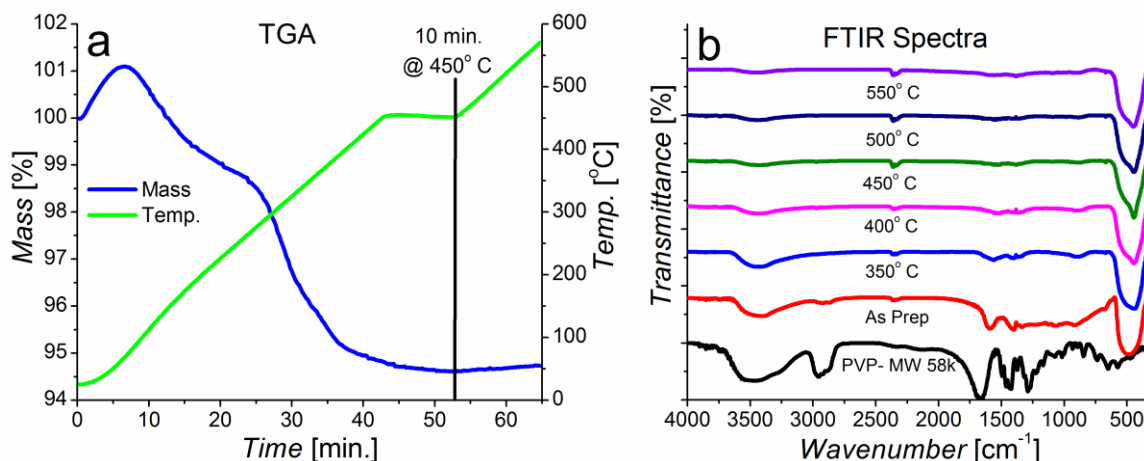 a
TGA
10 min.
@ 450° C
Mass [%]
102
101
100
99
98
97
96
95
94
Mass
Temp.
600
500
400
300
200
100
0
Temp. [°C]
0 10 20 30 40 50 60
Time [min.]
b
FTIR Spectra
Transmittance [%]
550° C
500° C
450° C
400° C
350° C
As Prep
PVP- MW 58k
4000 3500 3000 2500 2000 1500 1000 500
Wavenumber [cm⁻¹]